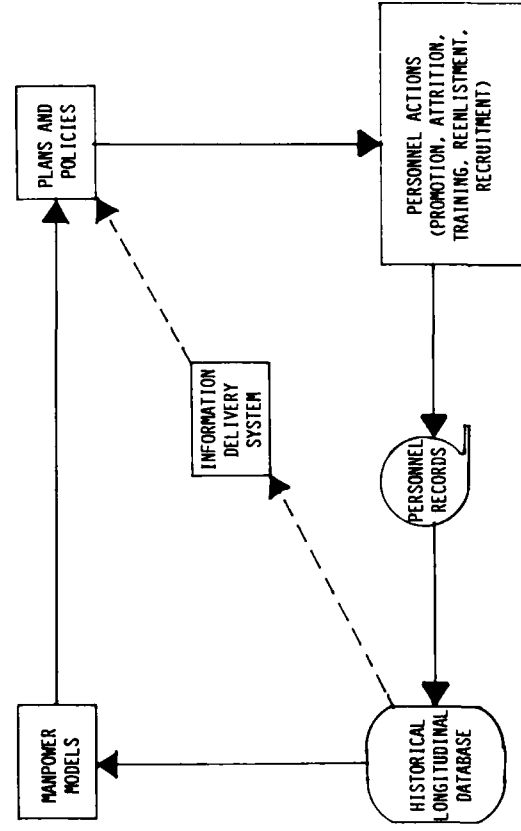 MANPOWER
MODELS
PLANS AND
POLICIES
INFORMATION
DELIVERY
SYSTEM
HISTORICAL
LONGITUDINAL
DATABASE
PERSONNEL
RECORDS
PERSONNEL ACTIONS
(PROMOTION, ATTRITION,
TRAINING, REENLISTMENT,
RECRUITMENT)